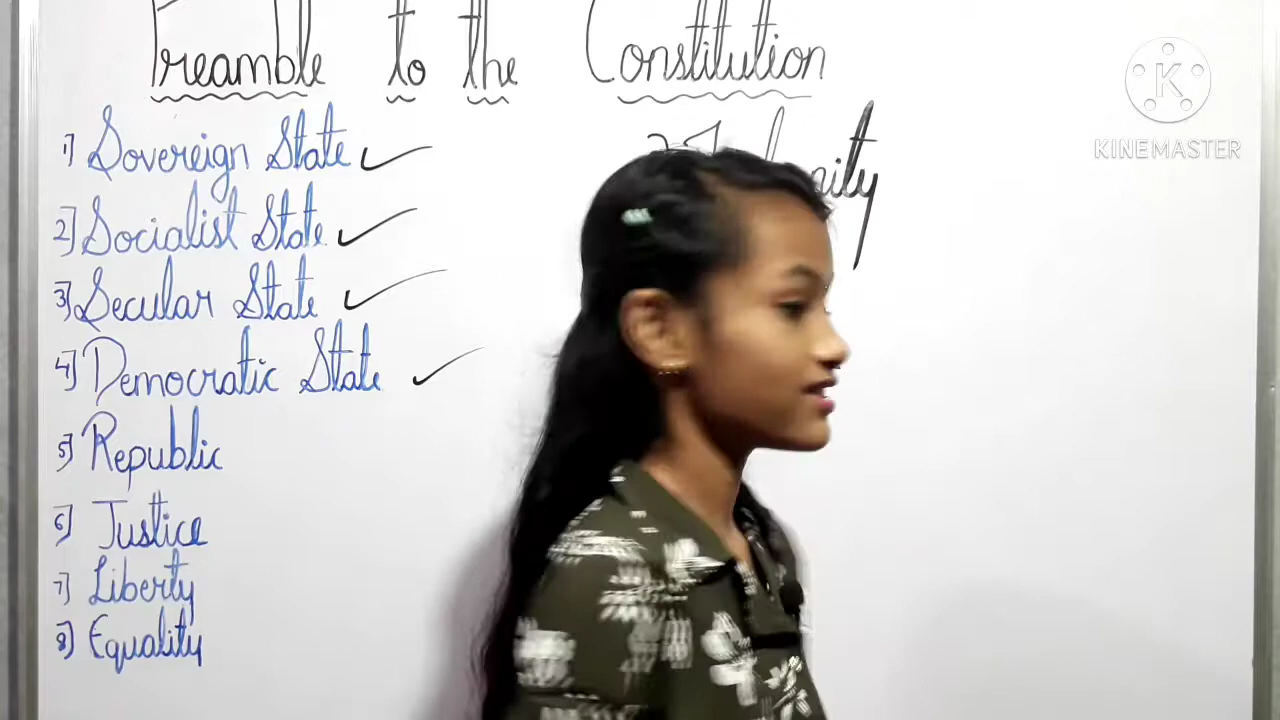 Preamble to the Constitution
1] Sovereign State
2] Socialist State
3] Secular State
4] Democratic State
5] Republic
6] Justice
7] Liberty
8] Equality
KINEMASTER